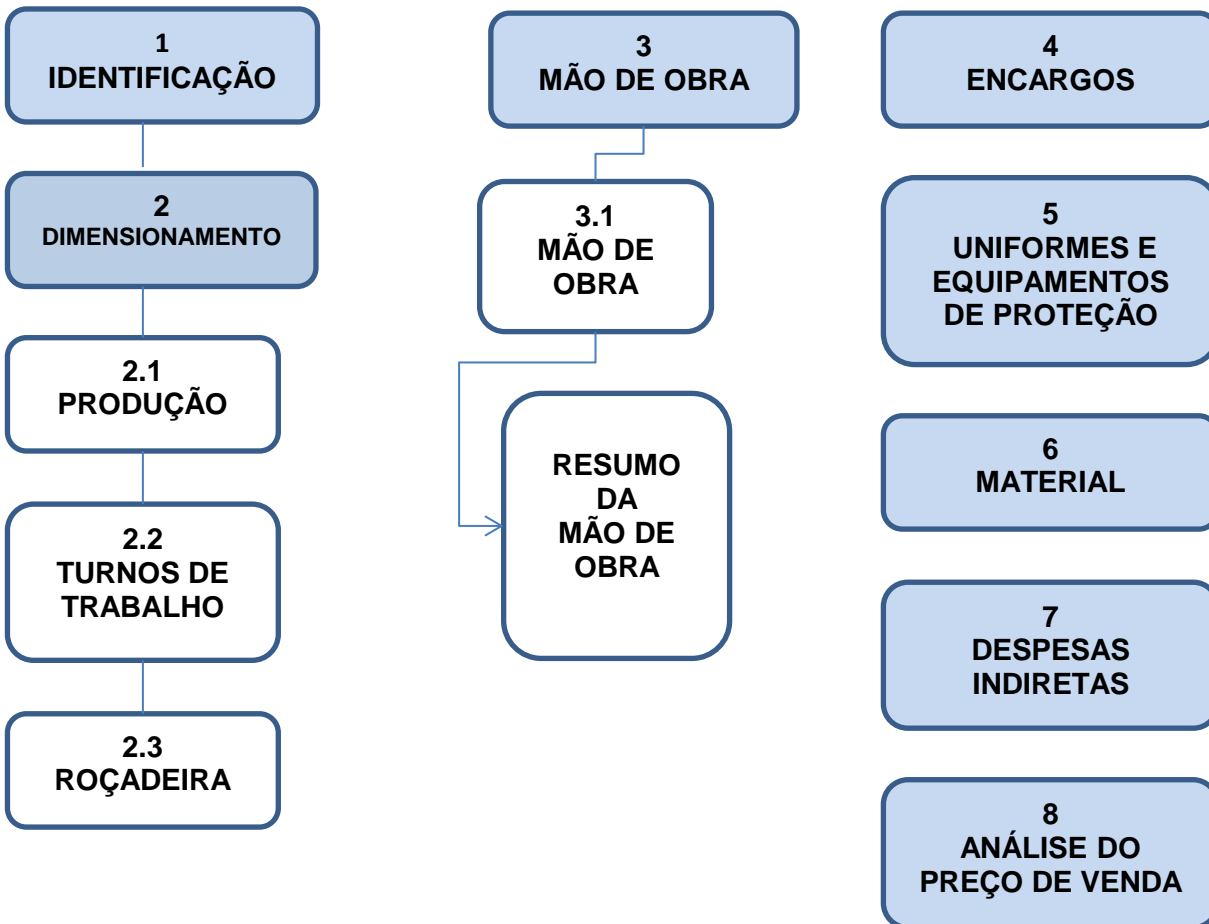 1
IDENTIFICAÇÃO
2
DIMENSIONAMENTO
2.1
PRODUÇÃO
2.2
TURNOS DE
TRABALHO
2.3
ROÇADEIRA
3
MÃO DE OBRA
3.1
MÃO DE
OBRA
RESUMO
DA
MÃO DE
OBRA
4
ENCARGOS
5
UNIFORMES E
EQUIPAMENTOS
DE PROTEÇÃO
6
MATERIAL
7
DESPESAS
INDIRETAS
8
ANÁLISE DO
PREÇO DE VENDA